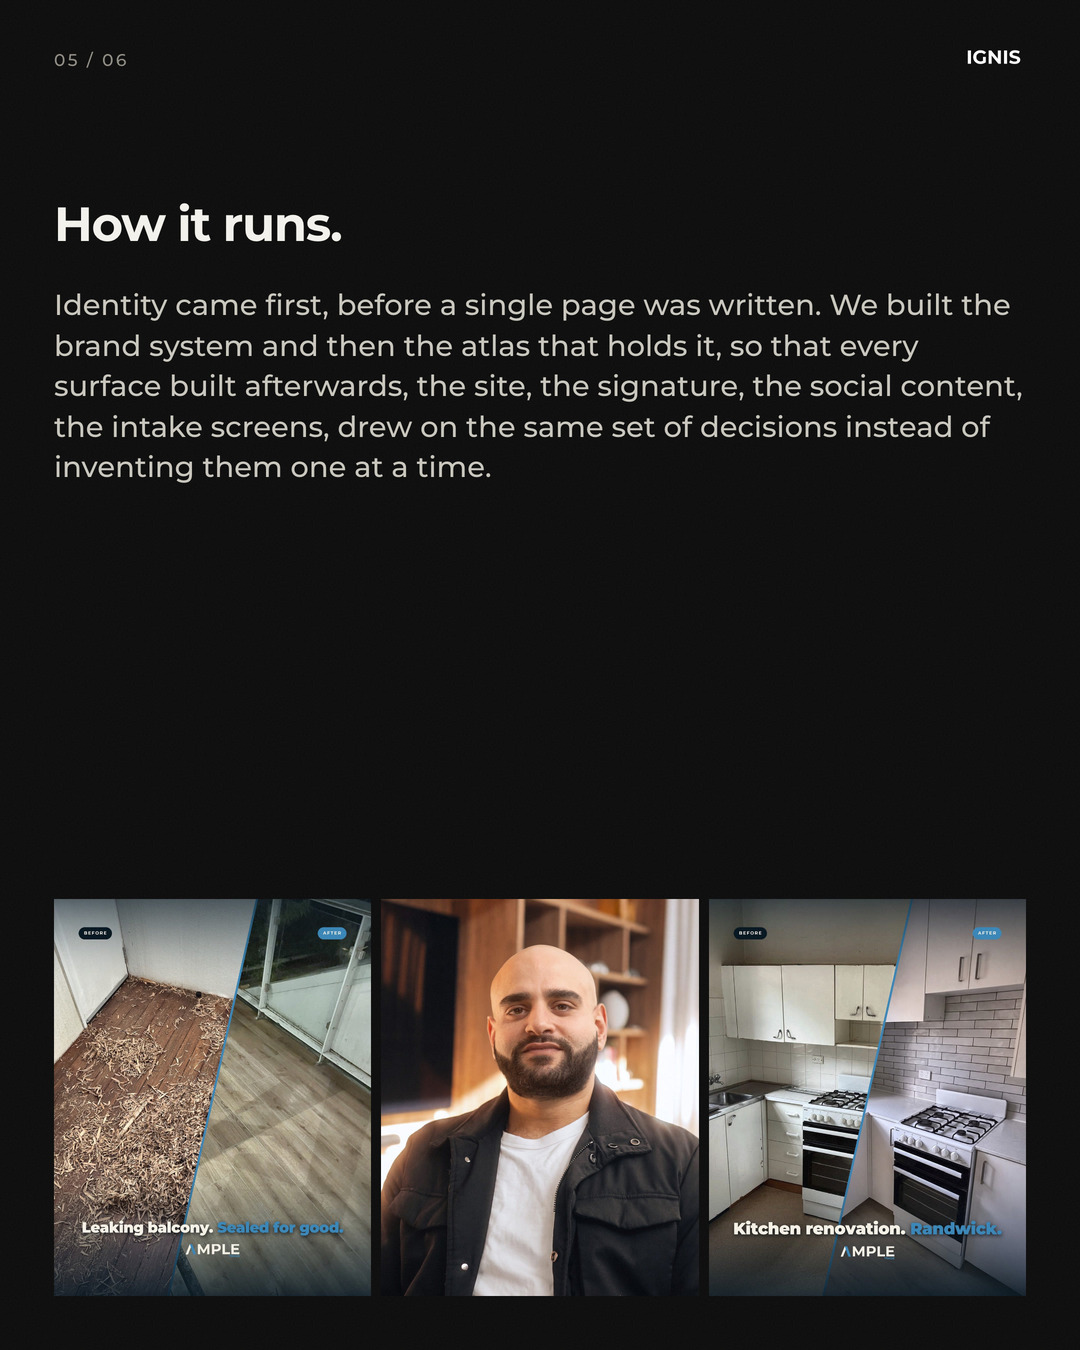 05 / 06
IGNIS
How it runs.
Identity came first, before a single page was written. We built the
brand system and then the atlas that holds it, so that every
surface built afterwards, the site, the signature, the social content,
the intake screens, drew on the same set of decisions instead of
inventing them one at a time.
BEFORE
AFTER
Leaking balcony. Sealed for good.
AMPLE
BEFORE
AFTER
Kitchen renovation. Randwick.
AMPLE